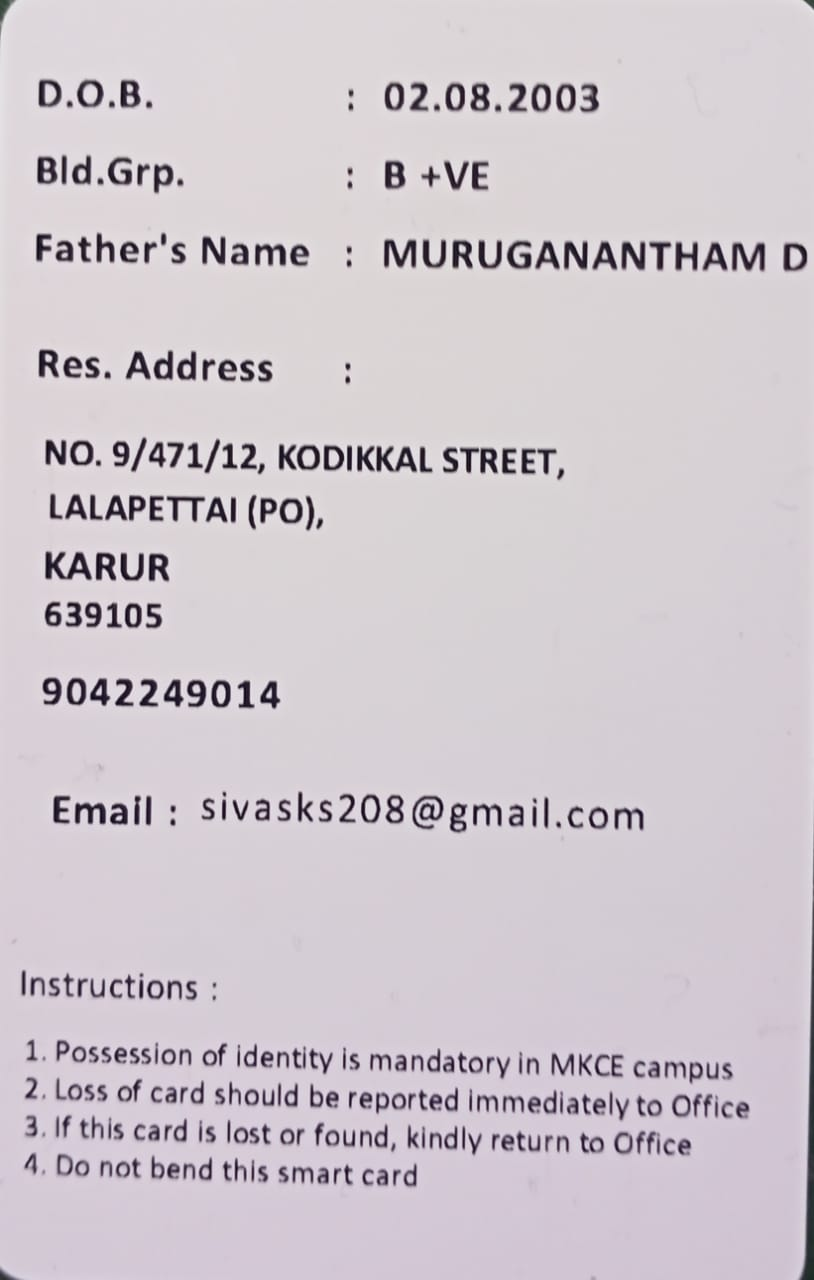 D.O.B. : 02.08.2003
Bld.Grp. : B +VE
Father's Name : MURUGANANTHAM D
Res. Address :
NO. 9/471/12, KODIKKAL STREET,
LALAPETTAI (PO),
KARUR
639105
9042249014
Email : sivasks208@gmail.com
Instructions :
1. Possession of identity is mandatory in MKCE campus
2. Loss of card should be reported immediately to Office
3. If this card is lost or found, kindly return to Office
4. Do not bend this smart card